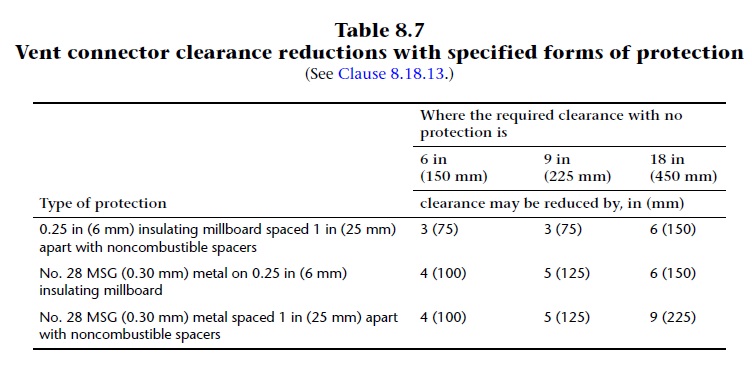 Table 8.7
Vent connector clearance reductions with specified forms of protection
(See Clause 8.18.13.)
Where the required clearance with no
protection is
6 in 9 in 18 in
(150 mm) (225 mm) (450 mm)
Type of protection clearance may be reduced by, in (mm)
0.25 in (6 mm) insulating millboard spaced 1 in (25 mm) 3 (75) 3 (75) 6 (150)
apart with noncombustible spacers
No. 28 MSG (0.30 mm) metal on 0.25 in (6 mm) 4 (100) 5 (125) 6 (150)
insulating millboard
No. 28 MSG (0.30 mm) metal spaced 1 in (25 mm) apart 4 (100) 5 (125) 9 (225)
with noncombustible spacers